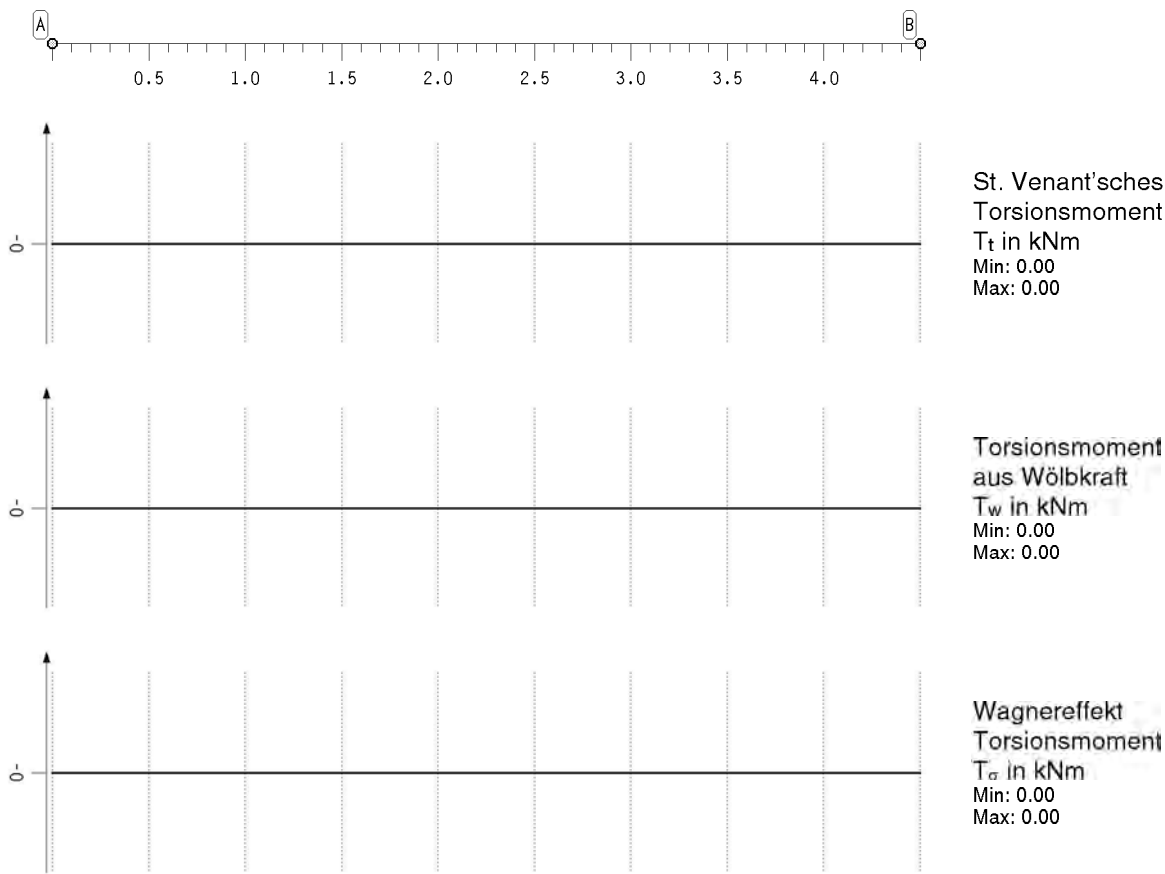 A B
0.5 1.0 1.5 2.0 2.5 3.0 3.5 4.0
0-
St. Venant'sches
Torsionsmoment
Tt in kNm
Min: 0.00
Max: 0.00
0-
Torsionsmoment
aus Wölbkraft
Tw in kNm
Min: 0.00
Max: 0.00
0-
Wagnereffekt
Torsionsmoment
Tσ in kNm
Min: 0.00
Max: 0.00